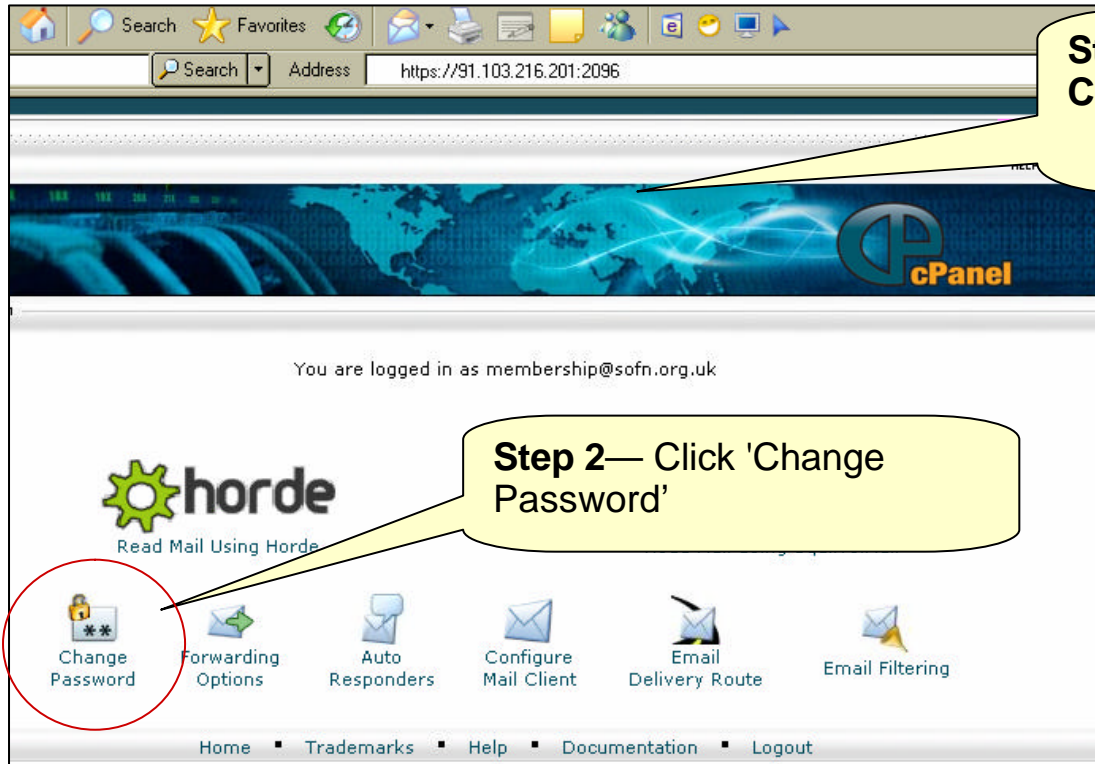 Search Favorites
Search Address https://91.103.216.201:2096
HELP
cPanel
You are logged in as membership@sofn.org.uk
horde
Step 2— Click 'Change
Password’
Read Mail Using Horde
**
Change
Password
Forwarding
Options
Auto
Responders
Configure
Mail Client
Email
Delivery Route
Email Filtering
Home ▪ Trademarks ▪ Help ▪ Documentation ▪ Logout